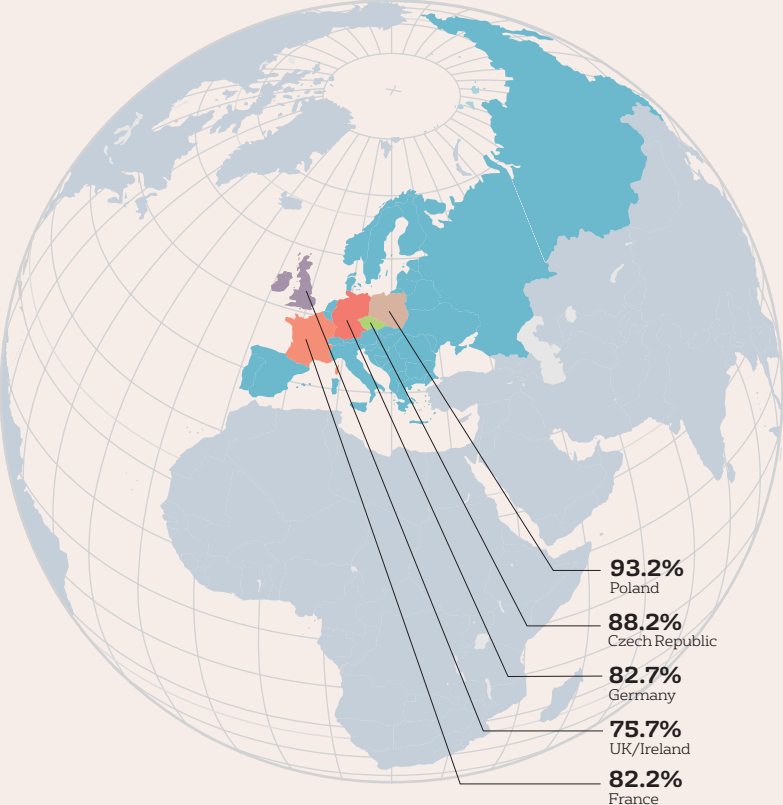 93.2%
Poland
88.2%
Czech Republic
82.7%
Germany
75.7%
UK/Ireland
82.2%
France